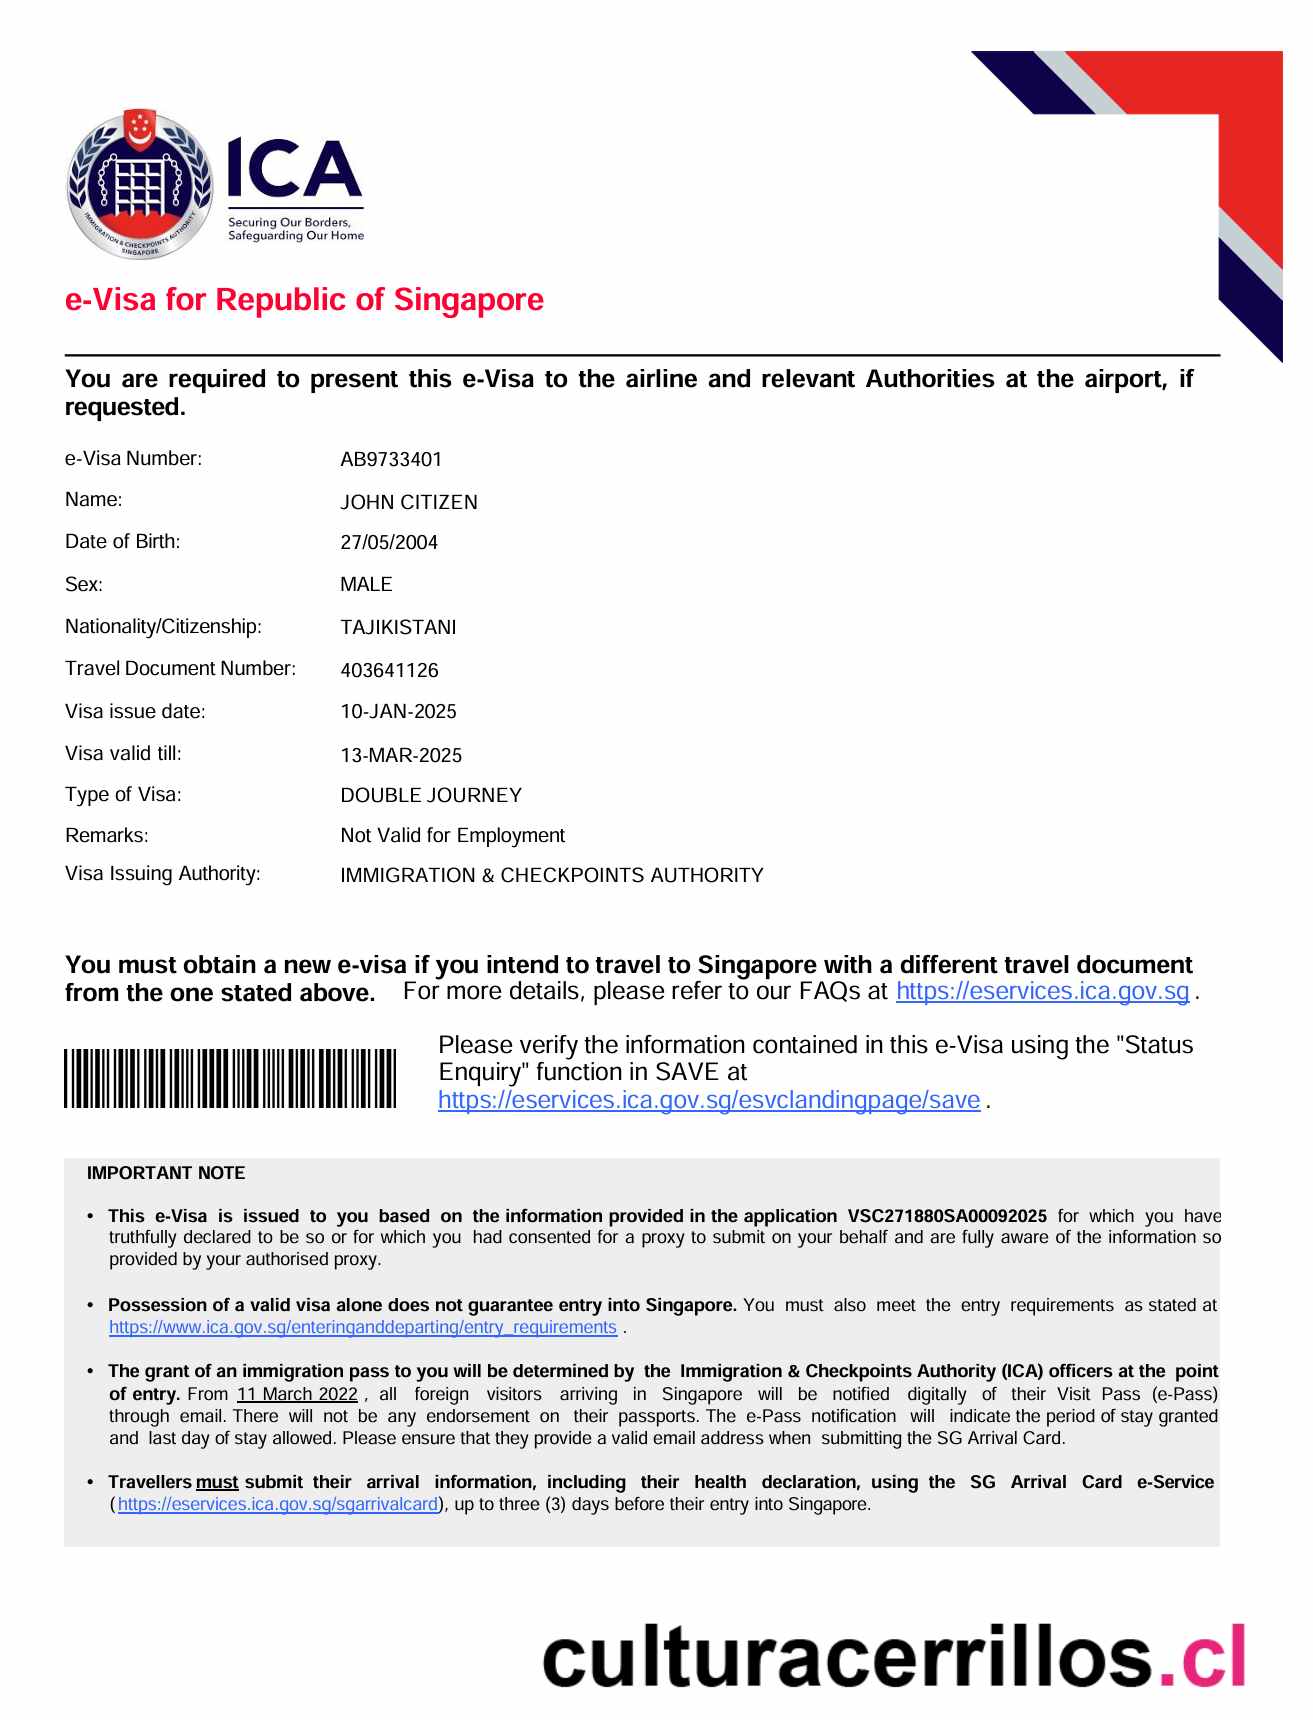 ICA
Securing Our Borders,
Safeguarding Our Home
IMMIGRATION & CHECKPOINTS AUTHORITY
SINGAPORE
e-Visa for Republic of Singapore
You are required to present this e-Visa to the airline and relevant Authorities at the airport, if
requested.
e-Visa Number: AB9733401
Name: JOHN CITIZEN
Date of Birth: 27/05/2004
Sex: MALE
Nationality/Citizenship: TAJIKISTANI
Travel Document Number: 403641126
Visa issue date: 10-JAN-2025
Visa valid till: 13-MAR-2025
Type of Visa: DOUBLE JOURNEY
Remarks: Not Valid for Employment
Visa Issuing Authority: IMMIGRATION & CHECKPOINTS AUTHORITY
You must obtain a new e-visa if you intend to travel to Singapore with a different travel document
from the one stated above. For more details, please refer to our FAQs at https://eservices.ica.gov.sg .
Please verify the information contained in this e-Visa using the "Status
Enquiry" function in SAVE at
https://eservices.ica.gov.sg/esvclandingpage/save .
IMPORTANT NOTE
• This e-Visa is issued to you based on the information provided in the application VSC271880SA00092025 for which you have
truthfully declared to be so or for which you had consented for a proxy to submit on your behalf and are fully aware of the information so
provided by your authorised proxy.
• Possession of a valid visa alone does not guarantee entry into Singapore. You must also meet the entry requirements as stated at
https://www.ica.gov.sg/enteringanddeparting/entry_requirements .
• The grant of an immigration pass to you will be determined by the Immigration & Checkpoints Authority (ICA) officers at the point
of entry. From 11 March 2022 , all foreign visitors arriving in Singapore will be notified digitally of their Visit Pass (e-Pass)
through email. There will not be any endorsement on their passports. The e-Pass notification will indicate the period of stay granted
and last day of stay allowed. Please ensure that they provide a valid email address when submitting the SG Arrival Card.
• Travellers must submit their arrival information, including their health declaration, using the SG Arrival Card e-Service
(https://eservices.ica.gov.sg/sgarrivalcard), up to three (3) days before their entry into Singapore.
culturacerrillos.cl